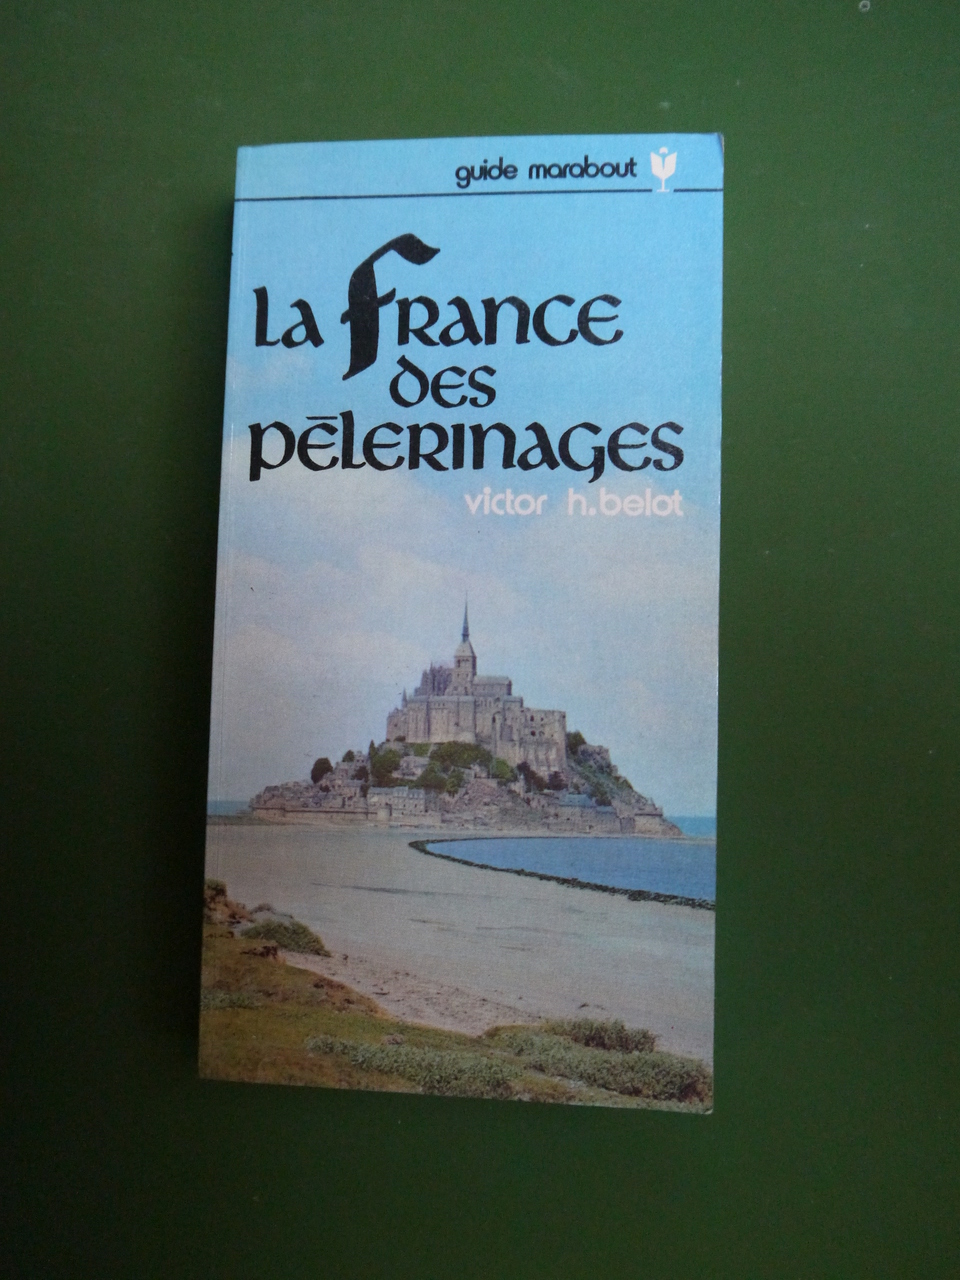 guide marabout
La France
des
pèlerinages
victor h.belot